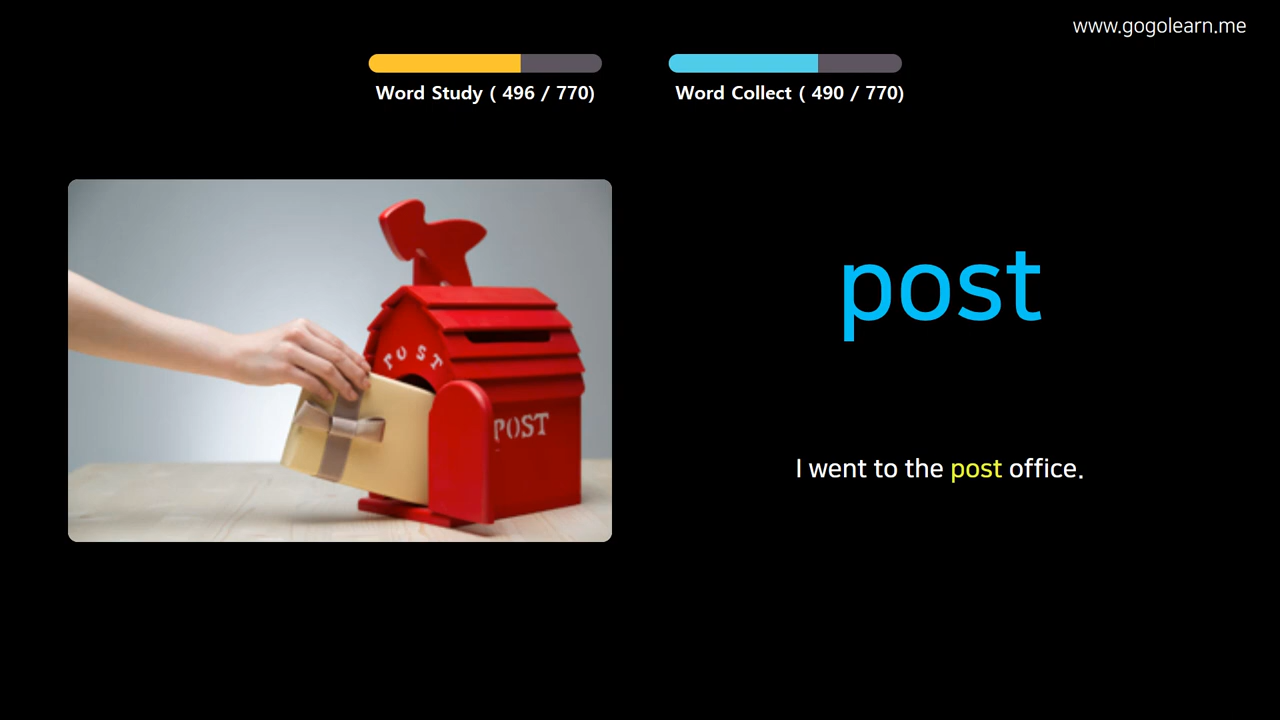 www.gogolearn.me
Word Study ( 496 / 770)
Word Collect ( 490 / 770)
POST
POST
post
I went to the post office.